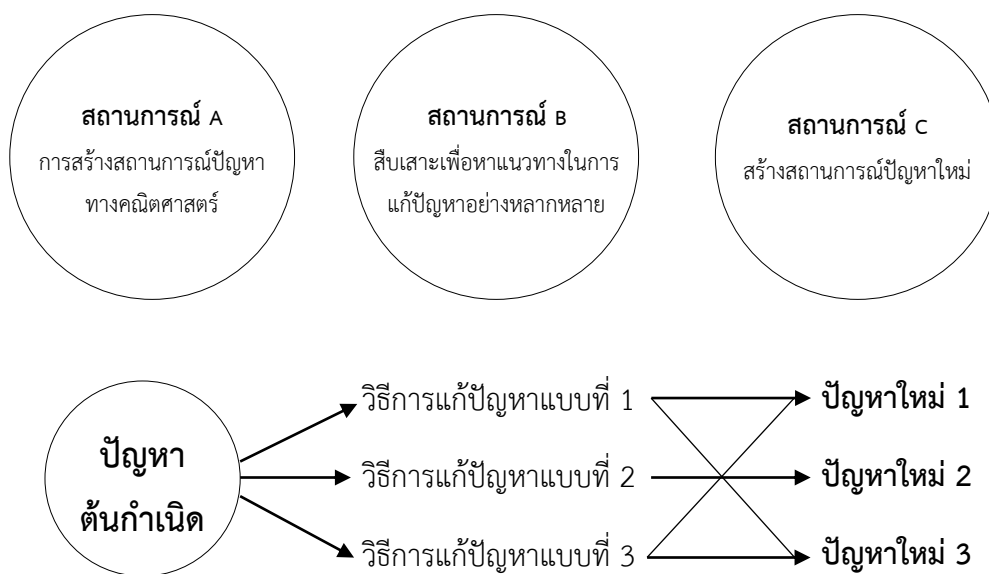 สถานการณ์ A
การสร้างสถานการณ์ปัญหา
ทางคณิตศาสตร์
สถานการณ์ B
สืบเสาะเพื่อหาแนวทางในการ
แก้ปัญหาอย่างหลากหลาย
สถานการณ์ C
สร้างสถานการณ์ปัญหาใหม่
ปัญหา
ต้นกำเนิด
วิธีการแก้ปัญหาแบบที่ 1
วิธีการแก้ปัญหาแบบที่ 2
วิธีการแก้ปัญหาแบบที่ 3
ปัญหาใหม่ 1
ปัญหาใหม่ 2
ปัญหาใหม่ 3